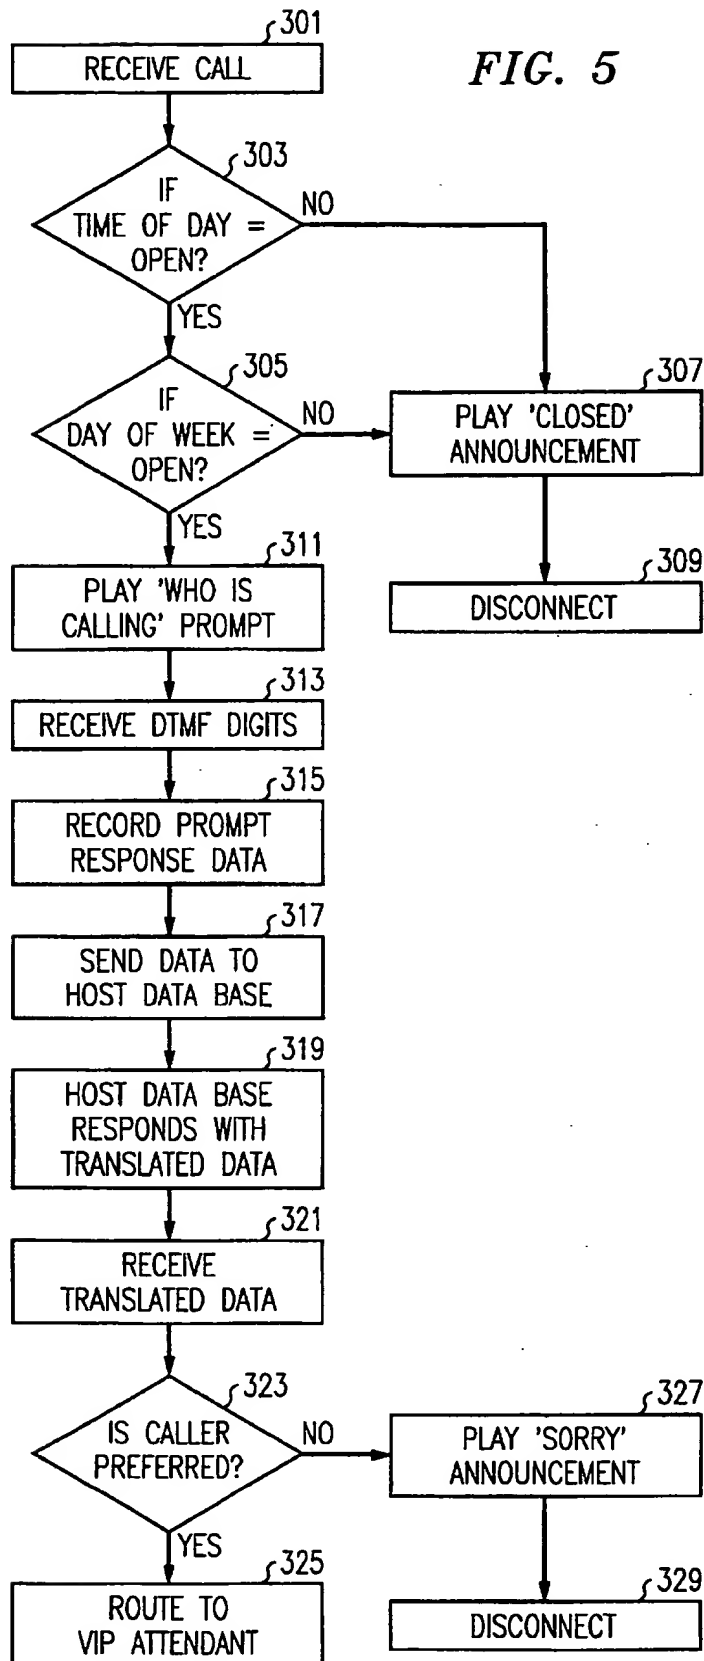 301
RECEIVE CALL
FIG. 5
303
IF
TIME OF DAY =
OPEN?
NO
YES
305
IF
DAY OF WEEK =
OPEN?
NO
YES
307
PLAY 'CLOSED'
ANNOUNCEMENT
309
DISCONNECT
311
PLAY 'WHO IS
CALLING' PROMPT
313
RECEIVE DTMF DIGITS
315
RECORD PROMPT
RESPONSE DATA
317
SEND DATA TO
HOST DATA BASE
319
HOST DATA BASE
RESPONDS WITH
TRANSLATED DATA
321
RECEIVE
TRANSLATED DATA
323
IS CALLER
PREFERRED?
NO
YES
327
PLAY 'SORRY'
ANNOUNCEMENT
325
ROUTE TO
VIP ATTENDANT
329
DISCONNECT